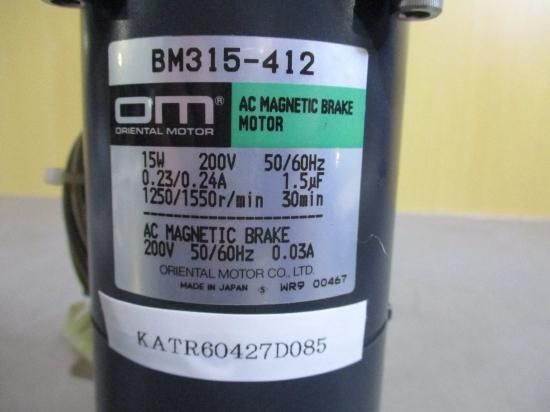 BM315-412
om®
ORIENTAL MOTOR
AC MAGNETIC BRAKE
MOTOR
15W 200V 50/60Hz
0.23/0.24A 1.5µF
1250/1550r/min 30min
AC MAGNETIC BRAKE
200V 50/60Hz 0.03A
ORIENTAL MOTOR CO., LTD.
MADE IN JAPAN S WR9 00467
KATR60427D085